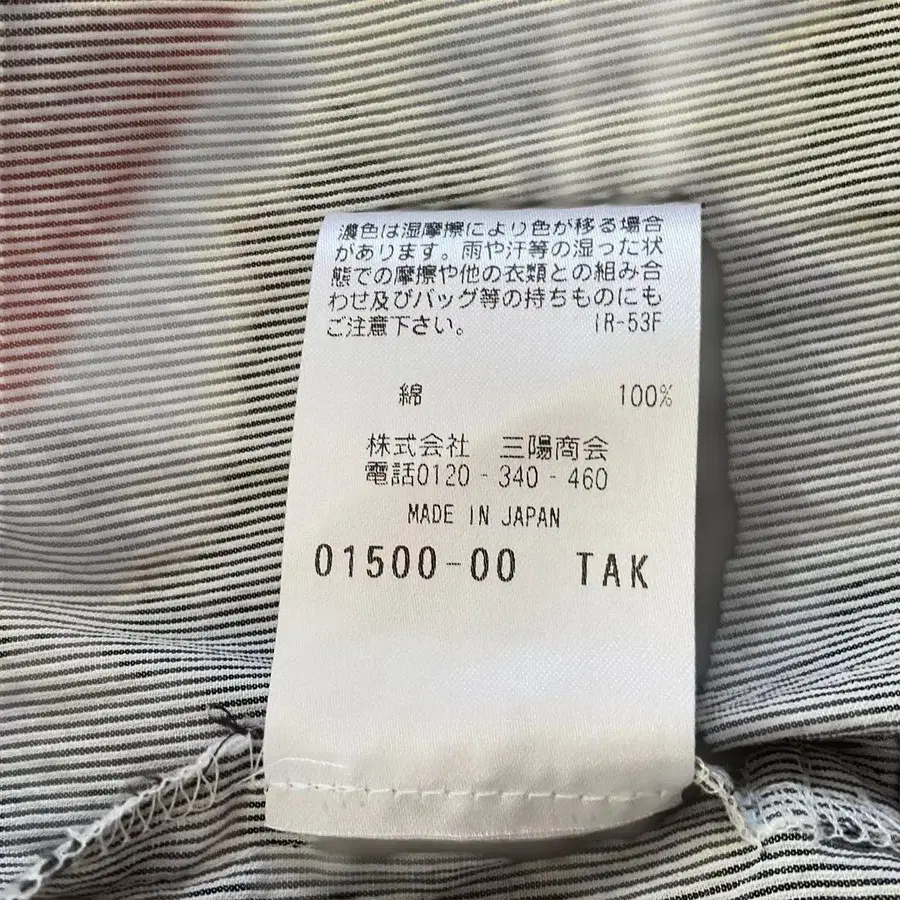 濃色は湿摩擦により色が移る場合
があります。雨や汗等の湿った状
態での摩擦や他の衣類との組み合
わせ及びバッグ等の持ちものにも
ご注意下さい。 IR-53F
綿 100%
株式会社 三陽商会
電話0120-340-460
MADE IN JAPAN
01500-00 TAK